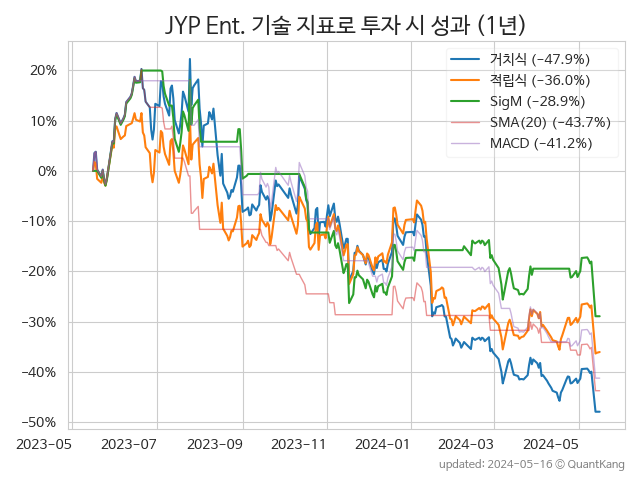 JYP Ent. 기술 지표로 투자 시 성과 (1년)
거치식 (−47.9%)
적립식 (−36.0%)
SigM (−28.9%)
SMA(20) (−43.7%)
MACD (−41.2%)
20%
10%
0%
−10%
−20%
−30%
−40%
−50%
2023-05 2023-07 2023-09 2023-11 2024-01 2024-03 2024-05
updated: 2024-05-16 © QuantKang